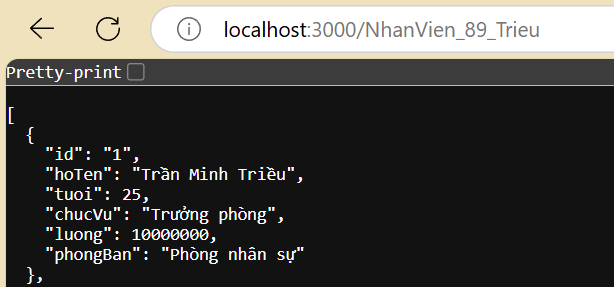 localhost:3000/NhanVien_89_Trieu
Pretty-print
[
  {
    "id": "1",
    "hoTen": "Trần Minh Triều",
    "tuoi": 25,
    "chucVu": "Trưởng phòng",
    "luong": 10000000,
    "phongBan": "Phòng nhân sự"
  },